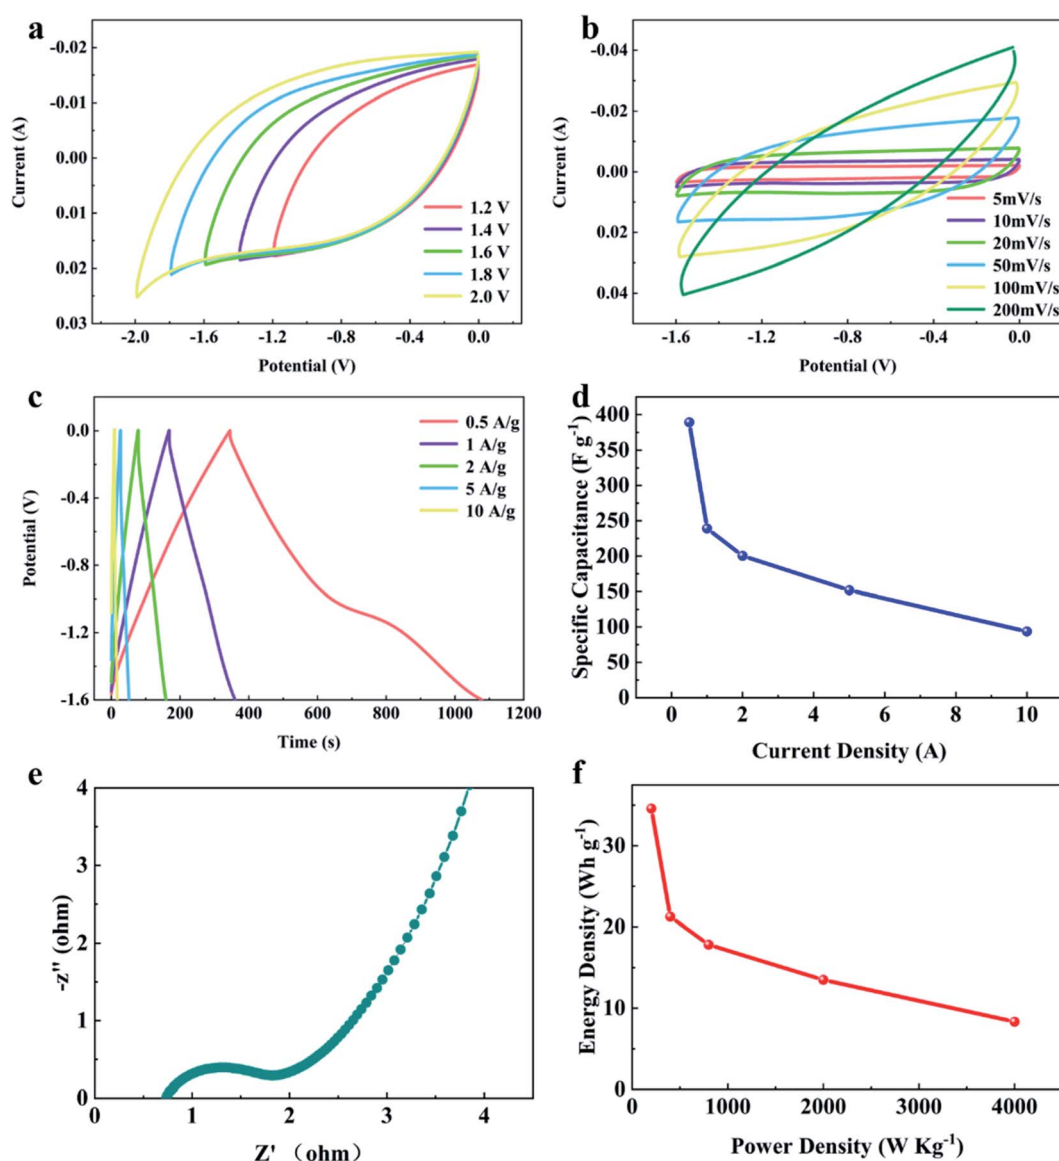 a
-0.02
-0.01
0.00
0.01
0.02
0.03
Current (A)
1.2 V
1.4 V
1.6 V
1.8 V
2.0 V
-2.0 -1.6 -1.2 -0.8 -0.4 0.0
Potential (V)
b
-0.04
-0.02
0.00
0.02
0.04
Current (A)
5mV/s
10mV/s
20mV/s
50mV/s
100mV/s
200mV/s
-1.6 -1.2 -0.8 -0.4 0.0
Potential (V)
c
0.0
-0.4
-0.8
-1.2
-1.6
Potential (V)
0.5 A/g
1 A/g
2 A/g
5 A/g
10 A/g
0 200 400 600 800 1000 1200
Time (s)
d
400
350
300
250
200
150
100
50
0
Specific Capacitance (F g⁻¹)
0 2 4 6 8 10
Current Density (A)
e
4
3
2
1
0
-z'' (ohm)
0 1 2 3 4
Z' （ohm）
f
30
20
10
0
Energy Density (Wh g⁻¹)
0 1000 2000 3000 4000
Power Density (W Kg⁻¹)